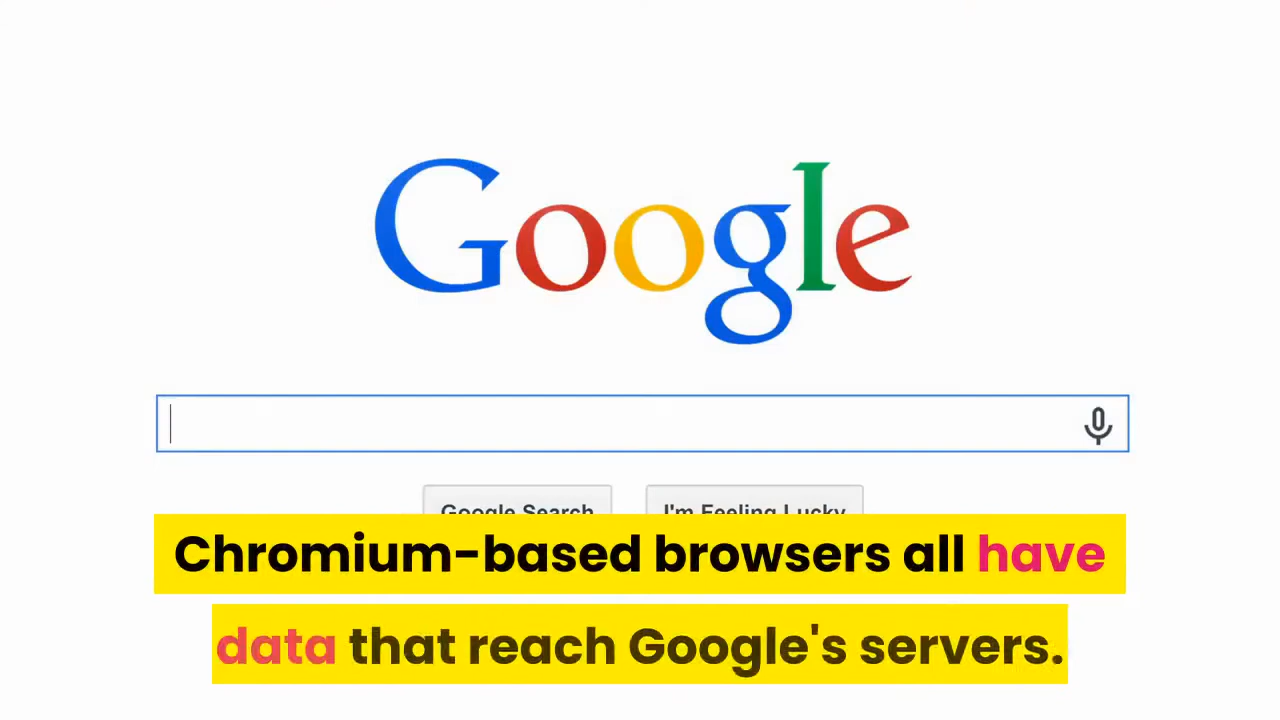 Google
Google Search
I'm Feeling Lucky
Chromium-based browsers all have
data that reach Google's servers.